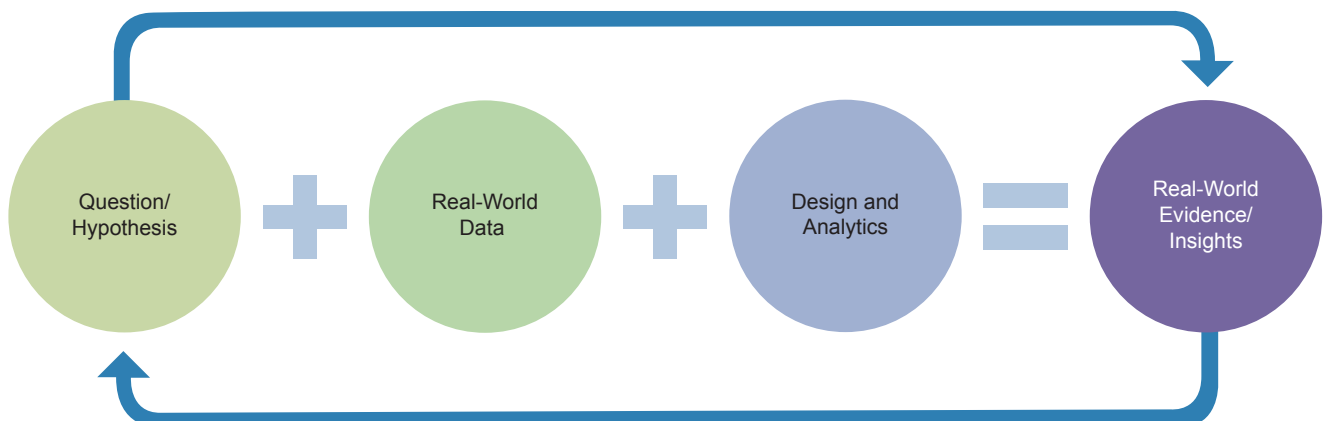 Question/
Hypothesis
Real-World
Data
Design and
Analytics
Real-World
Evidence/
Insights